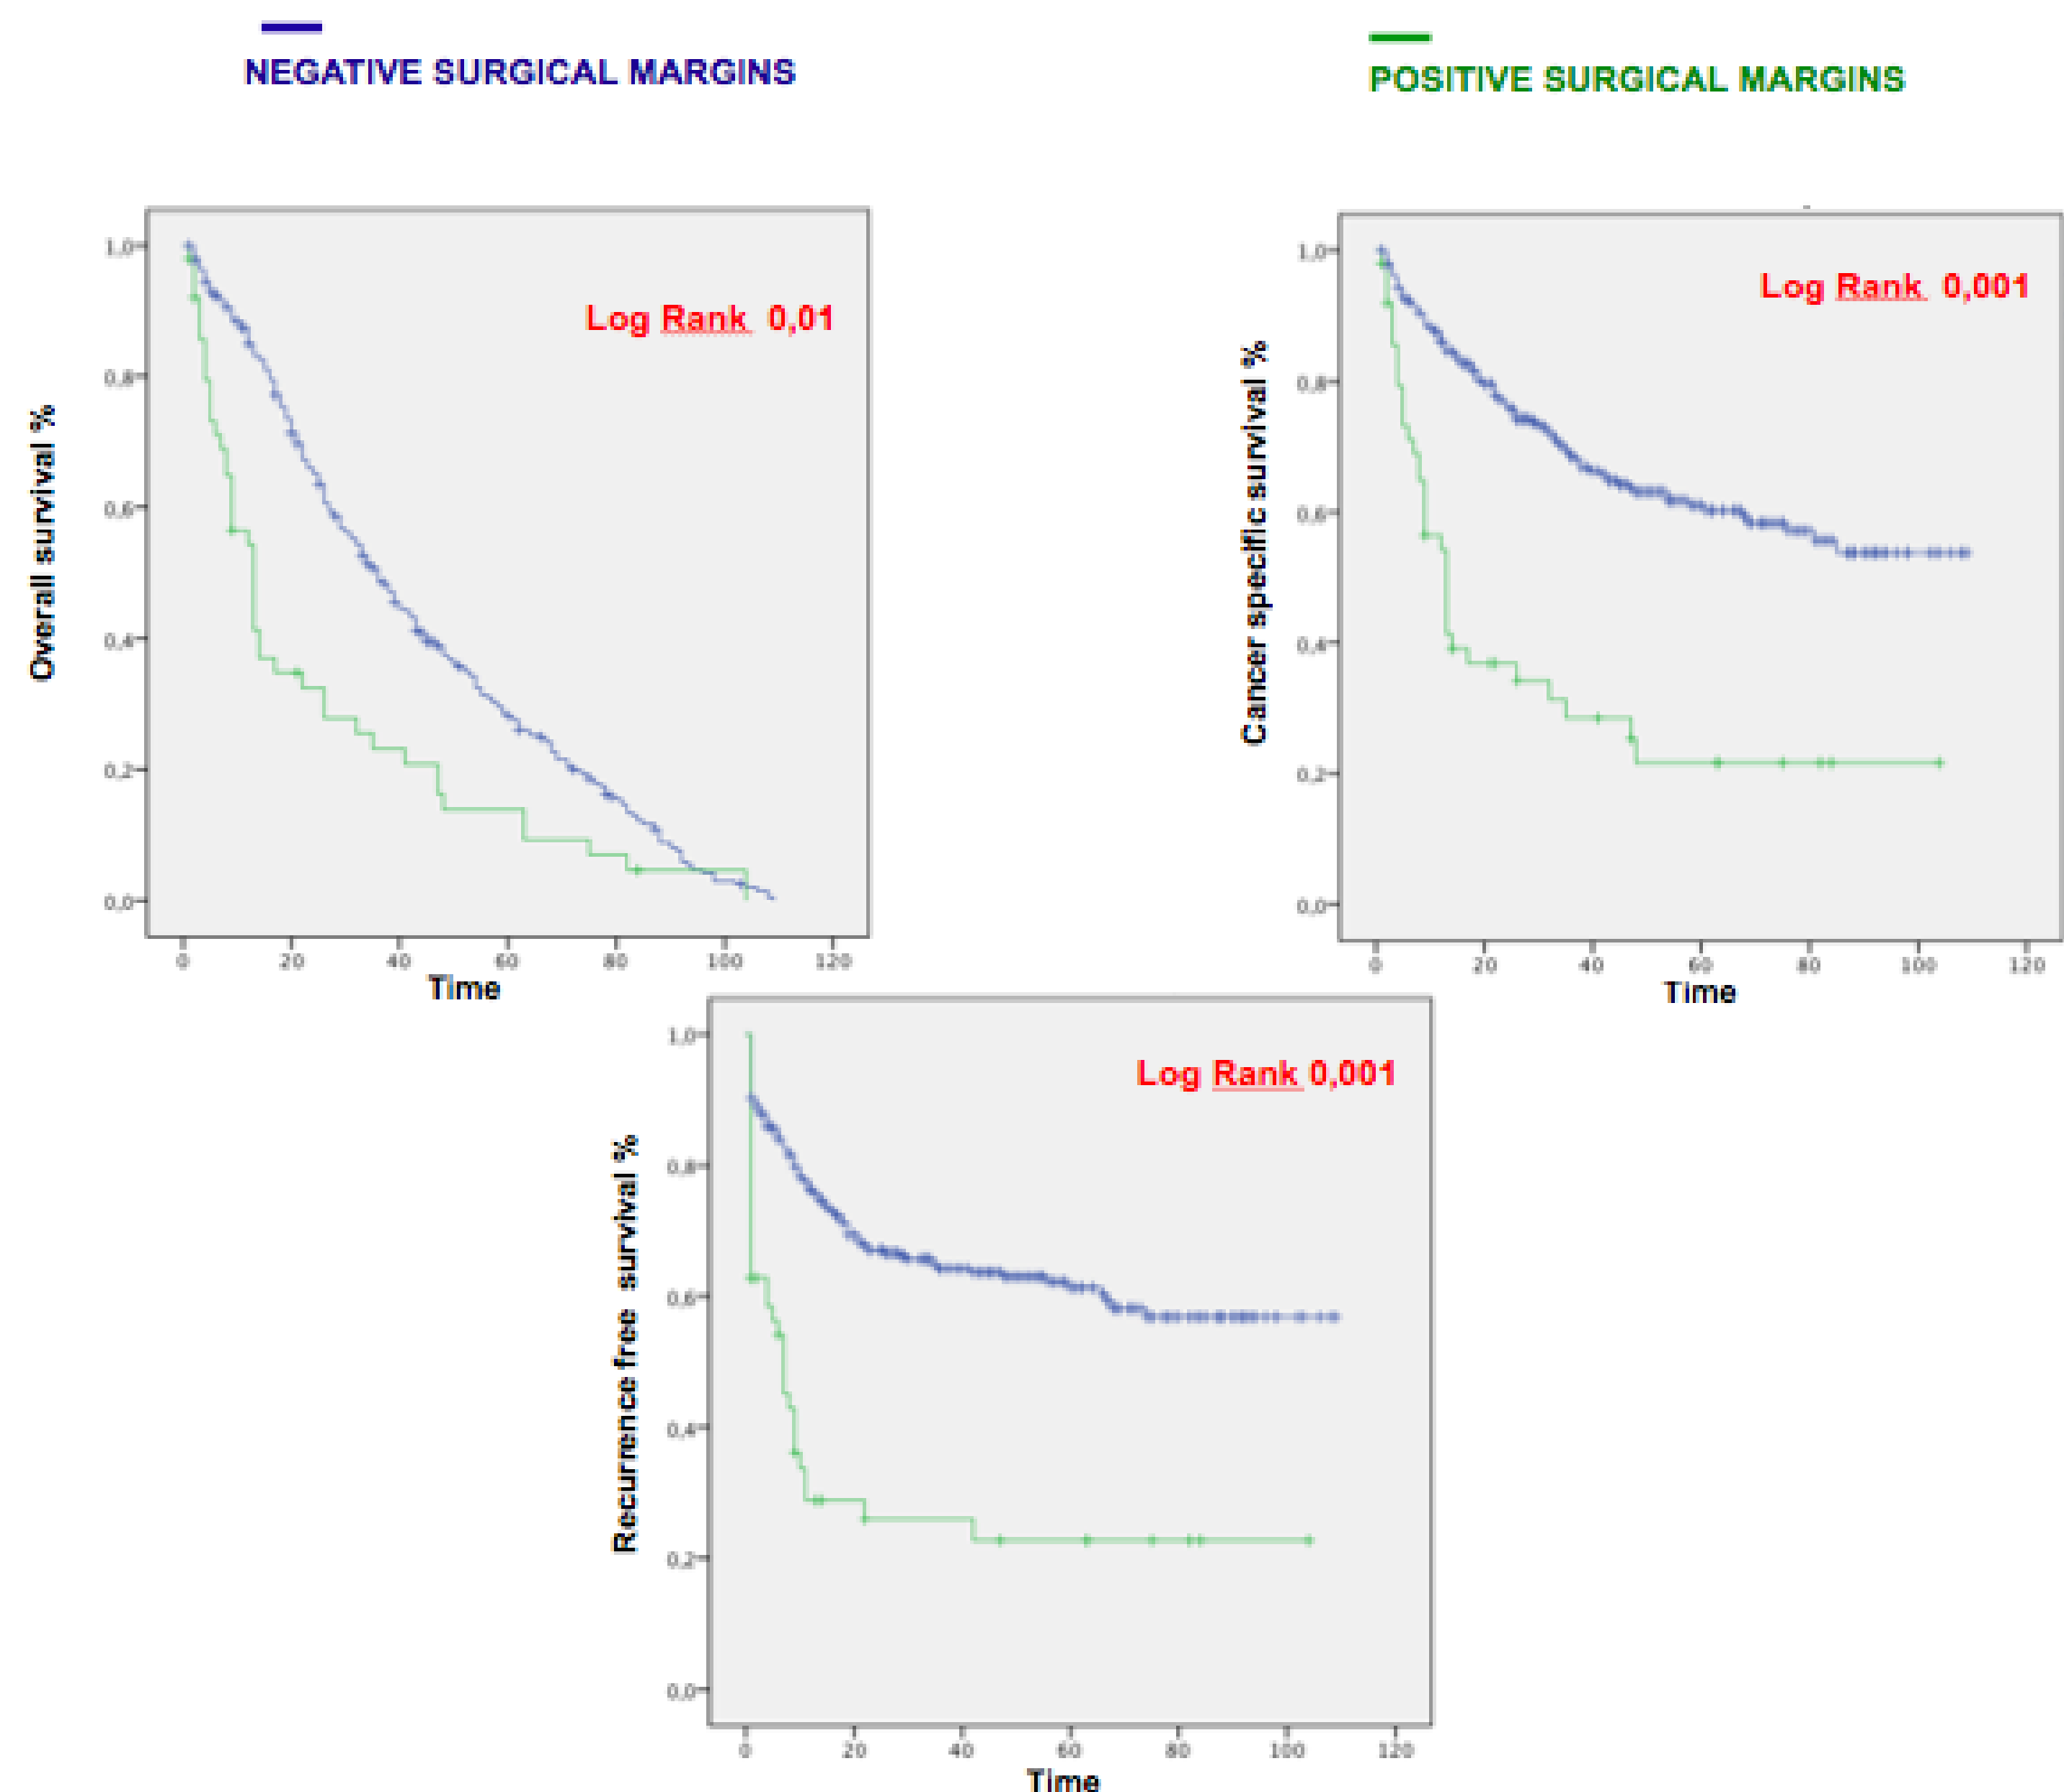 NEGATIVE SURGICAL MARGINS
POSITIVE SURGICAL MARGINS
Overall survival %
Log Rank 0,01
1,0
0,8
0,6
0,4
0,2
0,0
0 20 40 60 80 100 120
Time
Cancer specific survival %
Log Rank 0,001
1,0
0,8
0,6
0,4
0,2
0,0
0 20 40 60 80 100 120
Time
Recurrence free survival %
Log Rank 0,001
1,0
0,8
0,6
0,4
0,2
0,0
0 20 40 60 80 100 120
Time